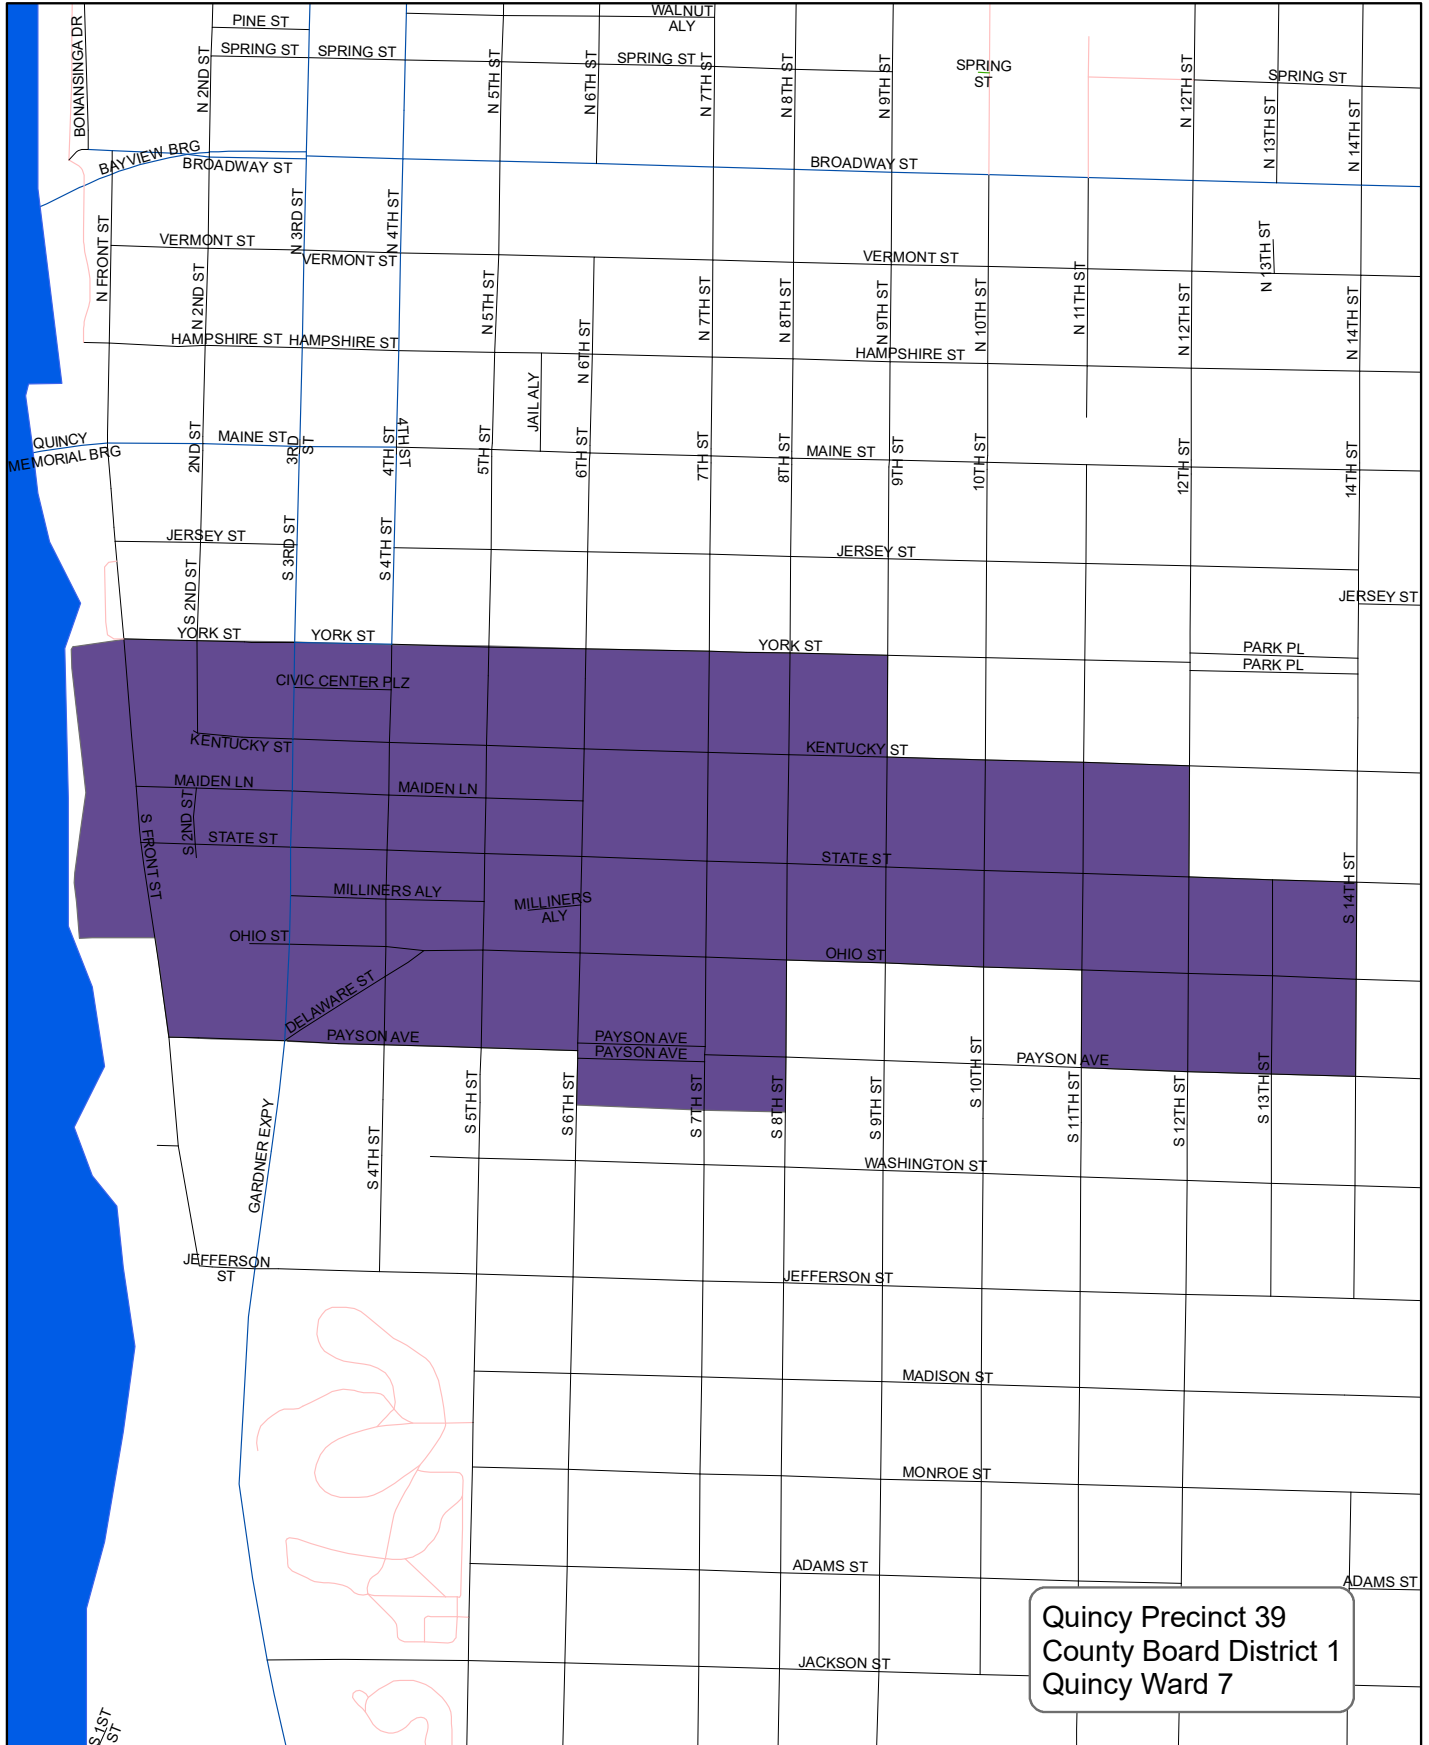 WALNUT
ALY
PINE ST
SPRING ST
SPRING ST
SPRING ST
SPRING
ST
SPRING ST
BONANSINGA DR
N 2ND ST
N 5TH ST
N 6TH ST
N 7TH ST
N 8TH ST
N 9TH ST
N 12TH ST
N 13TH ST
N 14TH ST
BAYVIEW BRG
BROADWAY ST
BROADWAY ST
N FRONT ST
N 3RD ST
N 4TH ST
VERMONT ST
VERMONT ST
VERMONT ST
N 13TH ST
N 2ND ST
N 5TH ST
N 6TH ST
N 7TH ST
N 8TH ST
N 9TH ST
N 10TH ST
N 11TH ST
N 12TH ST
N 14TH ST
HAMPSHIRE ST
HAMPSHIRE ST
HAMPSHIRE ST
JAIL ALY
QUINCY
MEMORIAL BRG
MAINE ST
MAINE ST
2ND ST
3RD
ST
4TH ST
4TH ST
5TH ST
6TH ST
7TH ST
8TH ST
9TH ST
10TH ST
12TH ST
14TH ST
JERSEY ST
JERSEY ST
JERSEY ST
S 2ND ST
S 3RD ST
S 4TH ST
YORK ST
YORK ST
YORK ST
PARK PL
PARK PL
CIVIC CENTER PLZ
KENTUCKY ST
KENTUCKY ST
MAIDEN LN
MAIDEN LN
S FRONT ST
S 2ND ST
STATE ST
STATE ST
S 14TH ST
MILLINERS ALY
MILLINERS
ALY
OHIO ST
OHIO ST
DELAWARE ST
PAYSON AVE
PAYSON AVE
PAYSON AVE
PAYSON AVE
GARDNER EXPY
S 4TH ST
S 5TH ST
S 6TH ST
S 7TH ST
S 8TH ST
S 9TH ST
S 10TH ST
S 11TH ST
S 12TH ST
S 13TH ST
WASHINGTON ST
JEFFERSON
ST
JEFFERSON ST
MADISON ST
MONROE ST
ADAMS ST
ADAMS ST
JACKSON ST
S 1ST
ST
Quincy Precinct 39
County Board District 1
Quincy Ward 7